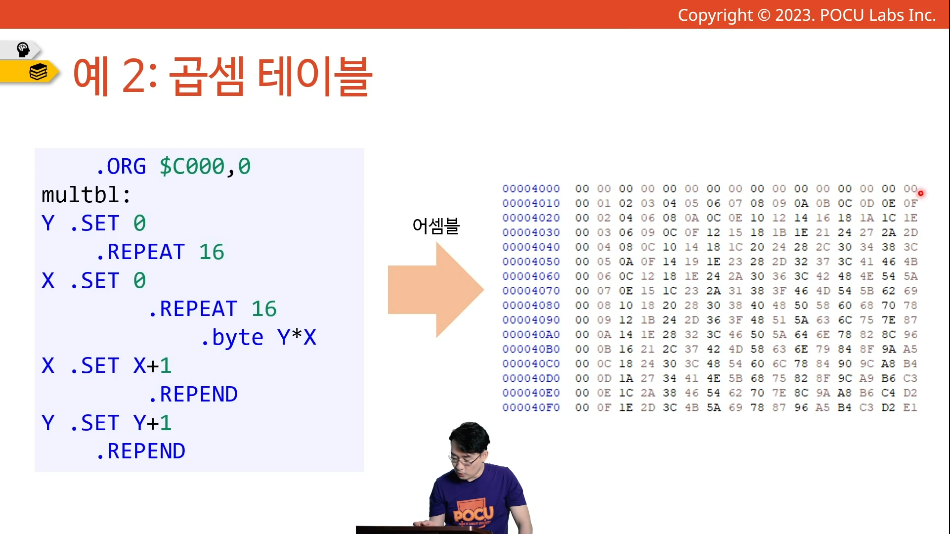 Copyright © 2023. POCU Labs Inc.
예 2: 곱셈 테이블
.ORG $C000,0
multbl:
Y .SET 0
.REPEAT 16
X .SET 0
.REPEAT 16
.byte Y*X
X .SET X+1
.REPEND
Y .SET Y+1
.REPEND
어셈블
00004000 00 00 00 00 00 00 00 00 00 00 00 00 00 00 00 00
00004010 00 01 02 03 04 05 06 07 08 09 0A 0B 0C 0D 0E 0F
00004020 00 02 04 06 08 0A 0C 0E 10 12 14 16 18 1A 1C 1E
00004030 00 03 06 09 0C 0F 12 15 18 1B 1E 21 24 27 2A 2D
00004040 00 04 08 0C 10 14 18 1C 20 24 28 2C 30 34 38 3C
00004050 00 05 0A 0F 14 19 1E 23 28 2D 32 37 3C 41 46 4B
00004060 00 06 0C 12 18 1E 24 2A 30 36 3C 42 48 4E 54 5A
00004070 00 07 0E 15 1C 23 2A 31 38 3F 46 4D 54 5B 62 69
00004080 00 08 10 18 20 28 30 38 40 48 50 58 60 68 70 78
00004090 00 09 12 1B 24 2D 36 3F 48 51 5A 63 6C 75 7E 87
000040A0 00 0A 14 1E 28 32 3C 46 50 5A 64 6E 78 82 8C 96
000040B0 00 0B 16 21 2C 37 42 4D 58 63 6E 79 84 8F 9A A5
000040C0 00 0C 18 24 30 3C 48 54 60 6C 78 84 90 9C A8 B4
000040D0 00 0D 1A 27 34 41 4E 5B 68 75 82 8F 9C A9 B6 C3
000040E0 00 0E 1C 2A 38 46 54 62 70 7E 8C 9A A8 B6 C4 D2
000040F0 00 0F 1E 2D 3C 4B 5A 69 78 87 96 A5 B4 C3 D2 E1
POCU